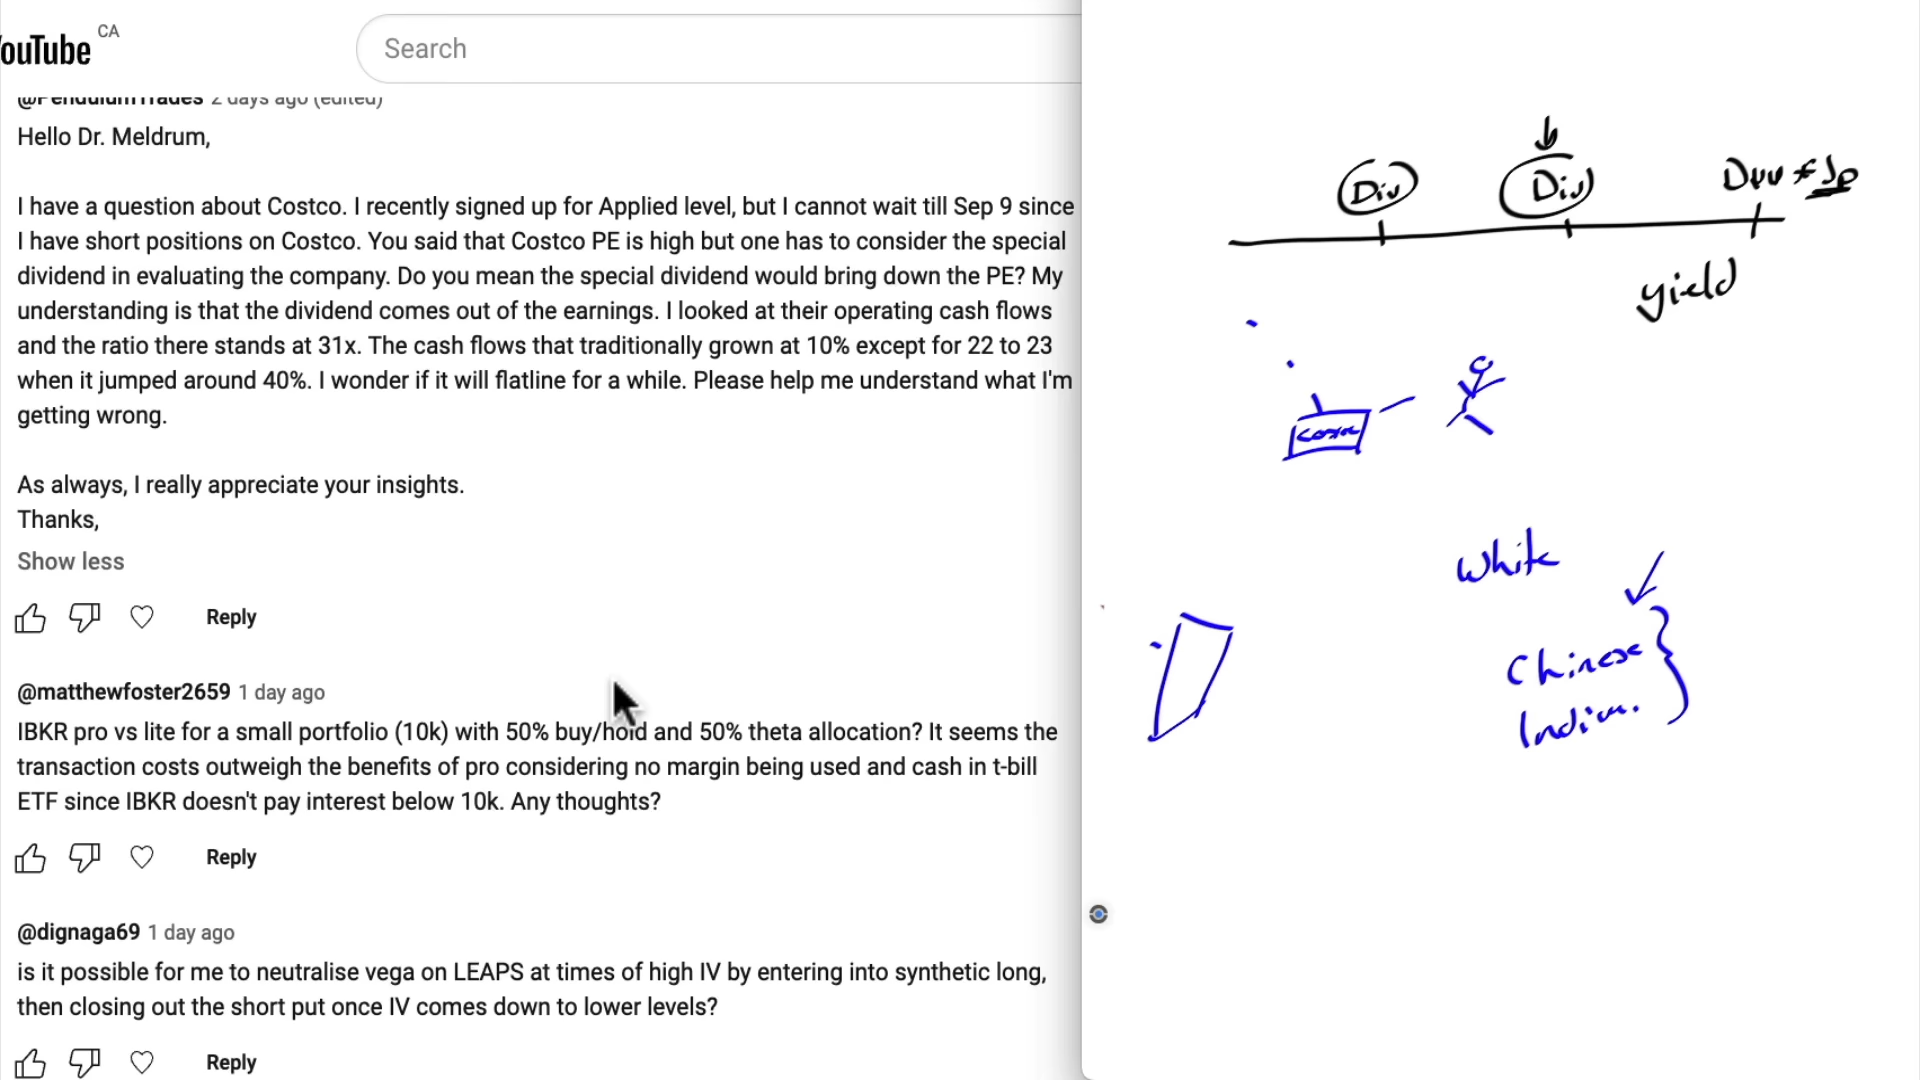 ouTube CA
Search
@PendulumTrades 2 days ago (edited)
Hello Dr. Meldrum,
I have a question about Costco. I recently signed up for Applied level, but I cannot wait till Sep 9 since
I have short positions on Costco. You said that Costco PE is high but one has to consider the special
dividend in evaluating the company. Do you mean the special dividend would bring down the PE? My
understanding is that the dividend comes out of the earnings. I looked at their operating cash flows
and the ratio there stands at 31x. The cash flows that traditionally grown at 10% except for 22 to 23
when it jumped around 40%. I wonder if it will flatline for a while. Please help me understand what I'm
getting wrong.
As always, I really appreciate your insights.
Thanks,
Show less
Reply
@matthewfoster2659 1 day ago
IBKR pro vs lite for a small portfolio (10k) with 50% buy/hold and 50% theta allocation? It seems the
transaction costs outweigh the benefits of pro considering no margin being used and cash in t-bill
ETF since IBKR doesn't pay interest below 10k. Any thoughts?
Reply
@dignaga69 1 day ago
is it possible for me to neutralise vega on LEAPS at times of high IV by entering into synthetic long,
then closing out the short put once IV comes down to lower levels?
Reply
Div Div
yield
White
Chinese
Indian.